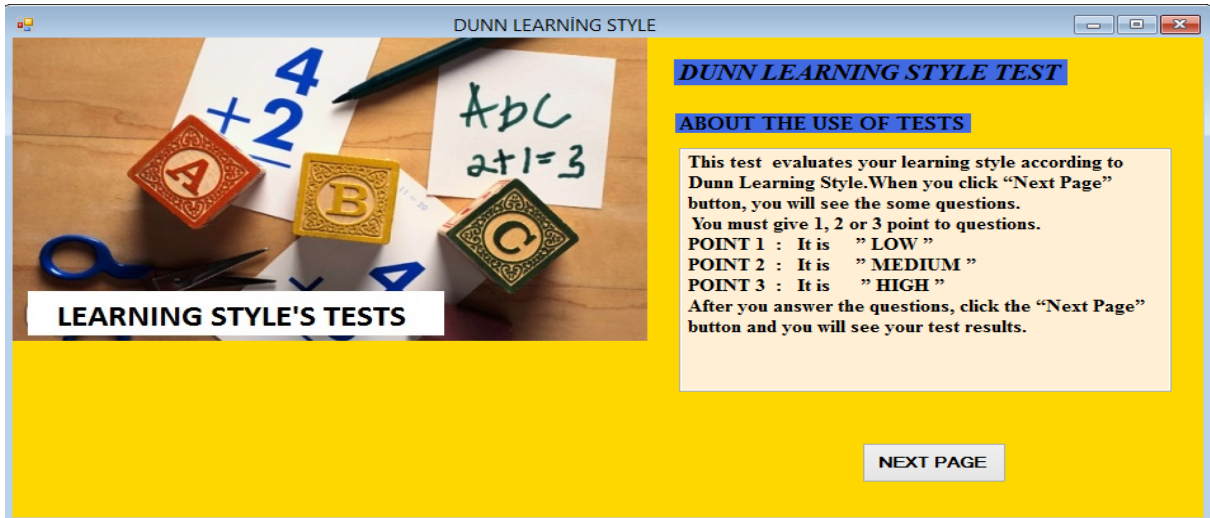 DUNN LEARNİNG STYLE
4
+2
ABC
2+1=3
A
B
C
4
LEARNING STYLE'S TESTS
DUNN LEARNING STYLE TEST
ABOUT THE USE OF TESTS
This test evaluates your learning style according to
Dunn Learning Style.When you click “Next Page”
button, you will see the some questions.
You must give 1, 2 or 3 point to questions.
POINT 1 : It is ” LOW ”
POINT 2 : It is ” MEDIUM ”
POINT 3 : It is ” HIGH ”
After you answer the questions, click the “Next Page”
button and you will see your test results.
NEXT PAGE